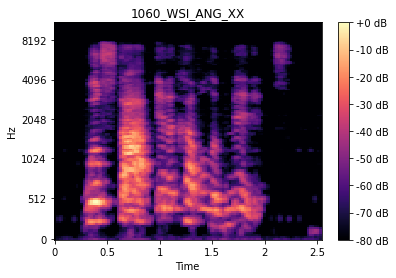 1060_WSI_ANG_XX
8192
4096
2048
1024
512
0
Hz
0
0.5
1
1.5
2
2.5
Time
+0 dB
-10 dB
-20 dB
-30 dB
-40 dB
-50 dB
-60 dB
-70 dB
-80 dB